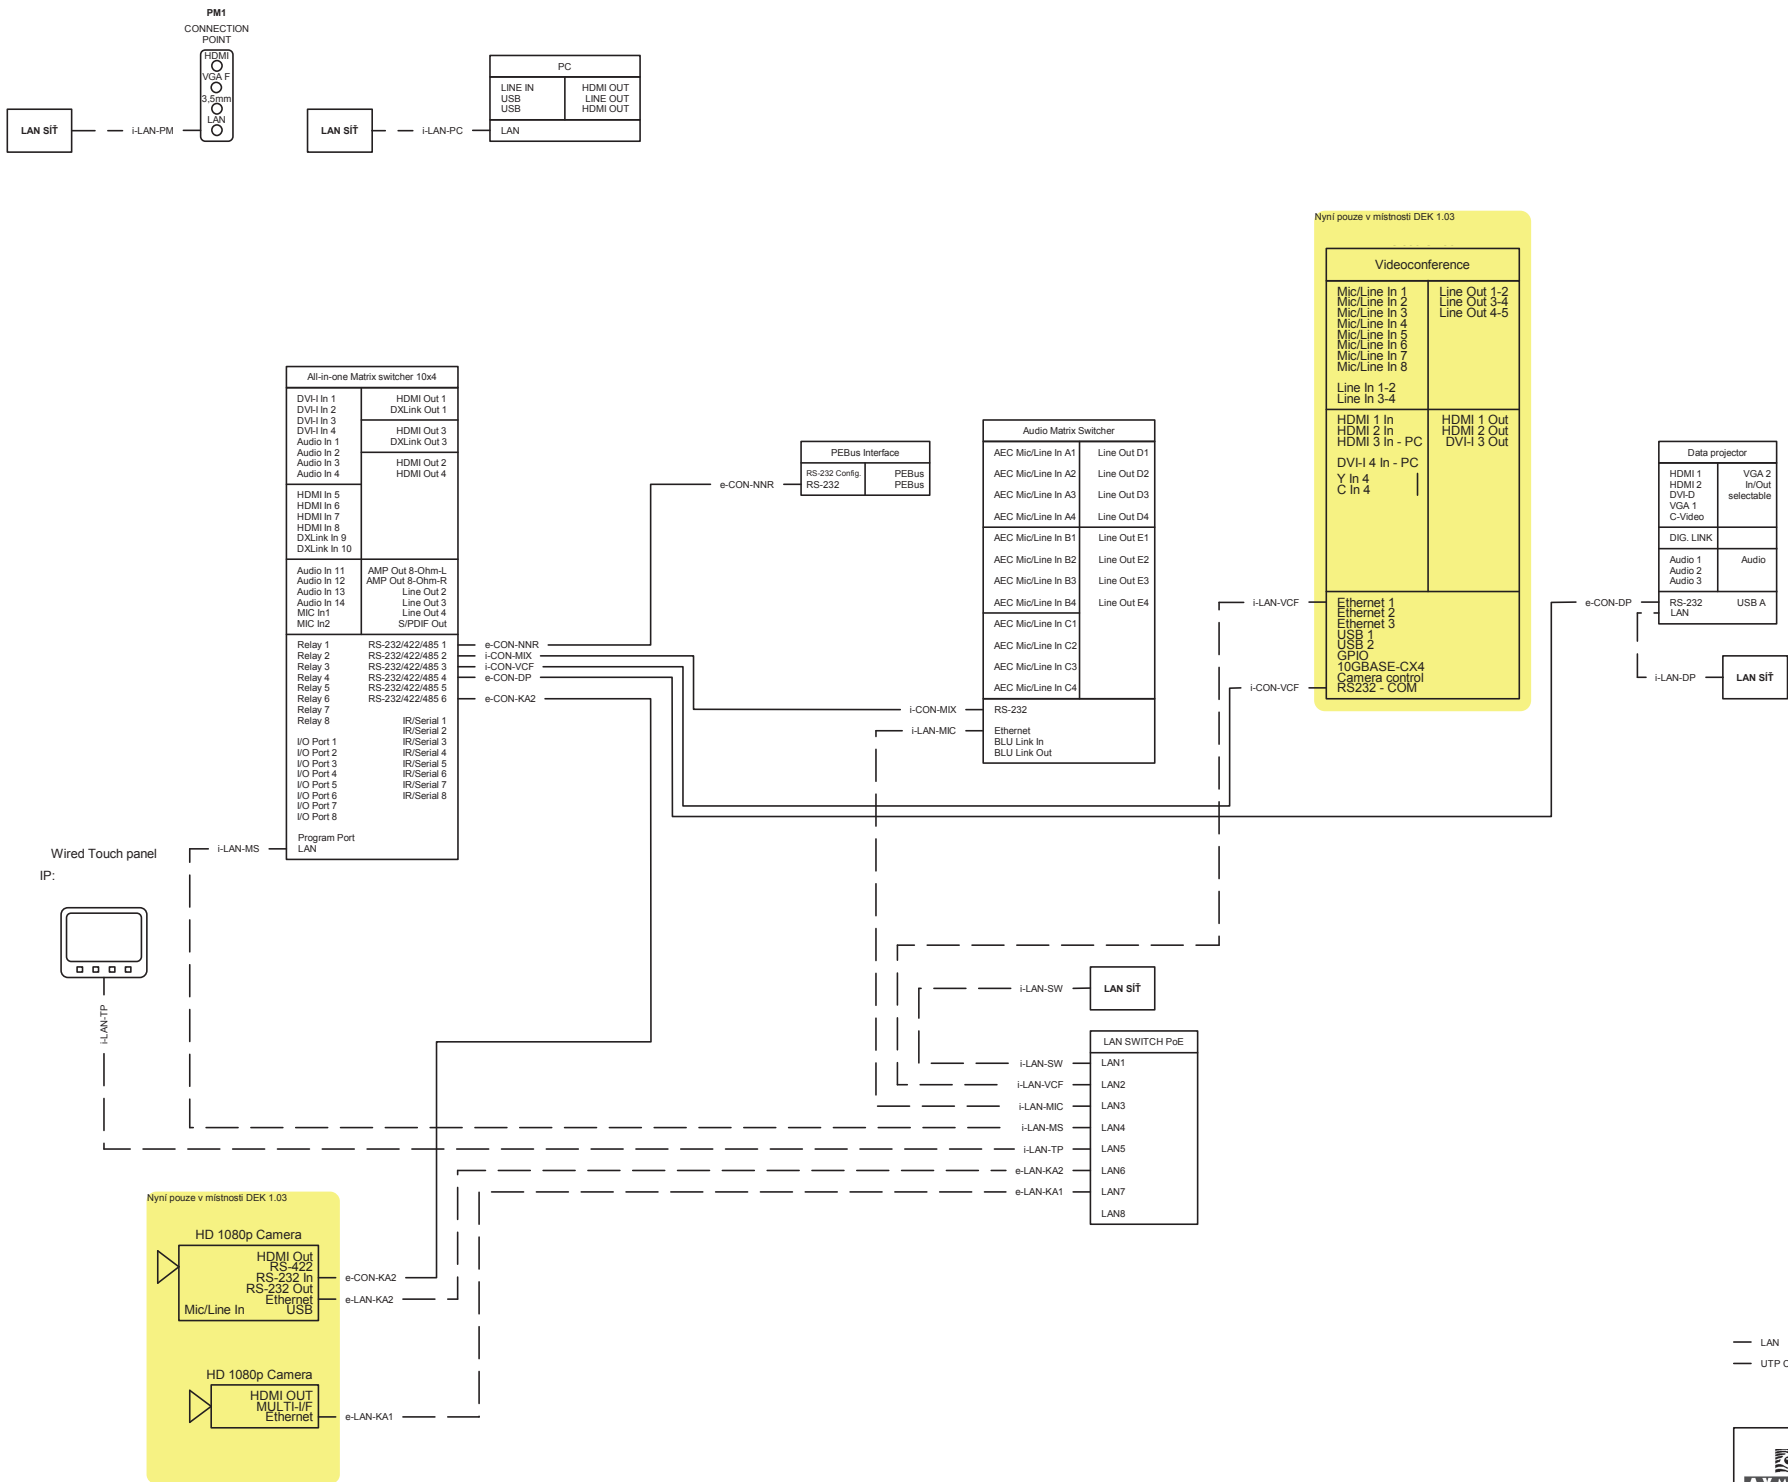 PM1
CONNECTION
POINT
HDMI
VGA F
3,5mm
LAN
LAN SÍŤ
i-LAN-PM
LAN SÍŤ
i-LAN-PC
PC
LINE IN HDMI OUT
USB LINE OUT
USB HDMI OUT
LAN
Nyní pouze v místnosti DEK 1.03
Videoconference
Mic/Line In 1 Line Out 1-2
Mic/Line In 2 Line Out 3-4
Mic/Line In 3 Line Out 4-5
Mic/Line In 4
Mic/Line In 5
Mic/Line In 6
Mic/Line In 7
Mic/Line In 8
Line In 1-2
Line In 3-4
HDMI 1 In HDMI 1 Out
HDMI 2 In HDMI 2 Out
HDMI 3 In - PC DVI-I 3 Out
DVI-I 4 In - PC
Y In 4
C In 4
i-LAN-VCF
Ethernet 1
Ethernet 2
Ethernet 3
USB 1
USB 2
GPIO
10GBASE-CX4
Camera control
i-CON-VCF
RS232 - COM
All-in-one Matrix switcher 10x4
DVI-I In 1 HDMI Out 1
DVI-I In 2 DXLink Out 1
DVI-I In 3
DVI-I In 4 HDMI Out 3
Audio In 1 DXLink Out 3
Audio In 2
Audio In 3 HDMI Out 2
Audio In 4 HDMI Out 4
HDMI In 5
HDMI In 6
HDMI In 7
HDMI In 8
DXLink In 9
DXLink In 10
Audio In 11 AMP Out 8-Ohm-L
Audio In 12 AMP Out 8-Ohm-R
Audio In 13 Line Out 2
Audio In 14 Line Out 3
MIC In1 Line Out 4
MIC In2 S/PDIF Out
Relay 1 RS-232/422/485 1 e-CON-NNR
Relay 2 RS-232/422/485 2 i-CON-MIX
Relay 3 RS-232/422/485 3 i-CON-VCF
Relay 4 RS-232/422/485 4 e-CON-DP
Relay 5 RS-232/422/485 5
Relay 6 RS-232/422/485 6 e-CON-KA2
Relay 7
Relay 8 IR/Serial 1
IR/Serial 2
I/O Port 1 IR/Serial 3
I/O Port 2 IR/Serial 4
I/O Port 3 IR/Serial 5
I/O Port 4 IR/Serial 6
I/O Port 5 IR/Serial 7
I/O Port 6 IR/Serial 8
I/O Port 7
I/O Port 8
Program Port
i-LAN-MS LAN
e-CON-NNR
PEBus Interface
RS-232 Config. PEBus
RS-232 PEBus
Audio Matrix Switcher
AEC Mic/Line In A1 Line Out D1
AEC Mic/Line In A2 Line Out D2
AEC Mic/Line In A3 Line Out D3
AEC Mic/Line In A4 Line Out D4
AEC Mic/Line In B1 Line Out E1
AEC Mic/Line In B2 Line Out E2
AEC Mic/Line In B3 Line Out E3
AEC Mic/Line In B4 Line Out E4
AEC Mic/Line In C1
AEC Mic/Line In C2
AEC Mic/Line In C3
AEC Mic/Line In C4
i-CON-MIX RS-232
i-LAN-MIC Ethernet
BLU Link In
BLU Link Out
Data projector
HDMI 1 VGA 2
HDMI 2 In/Out
DVI-D selectable
VGA 1
C-Video
DIG. LINK
Audio 1 Audio
Audio 2
Audio 3
e-CON-DP RS-232 USB A
LAN
i-LAN-DP LAN SÍŤ
Wired Touch panel
IP:
i-LAN-TP
i-LAN-SW LAN SÍŤ
LAN SWITCH PoE
i-LAN-SW LAN1
i-LAN-VCF LAN2
i-LAN-MIC LAN3
i-LAN-MS LAN4
i-LAN-TP LAN5
e-LAN-KA2 LAN6
e-LAN-KA1 LAN7
LAN8
Nyní pouze v místnosti DEK 1.03
HD 1080p Camera
HDMI Out
RS-422
RS-232 In e-CON-KA2
RS-232 Out
Ethernet e-LAN-KA2
Mic/Line In USB
HD 1080p Camera
HDMI OUT
MULTI-I/F
Ethernet e-LAN-KA1
LAN
UTP